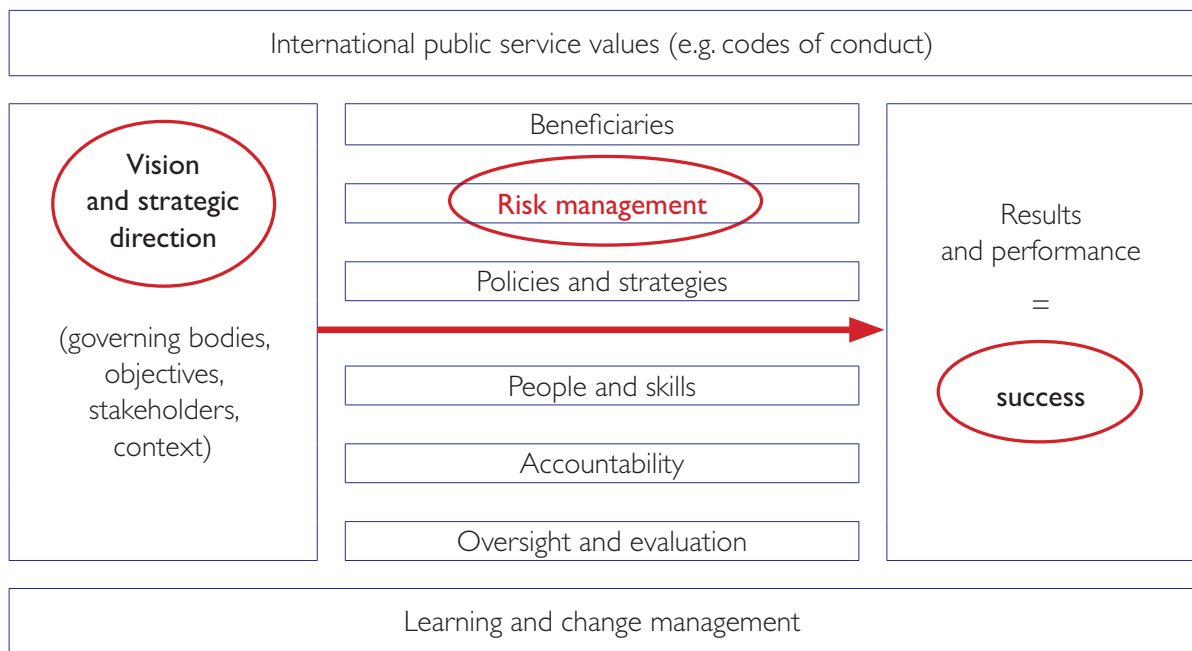 International public service values (e.g. codes of conduct)
Vision
and strategic
direction
(governing bodies,
objectives,
stakeholders,
context)
Beneficiaries
Risk management
Policies and strategies
People and skills
Accountability
Oversight and evaluation
Results
and performance
=
success
Learning and change management